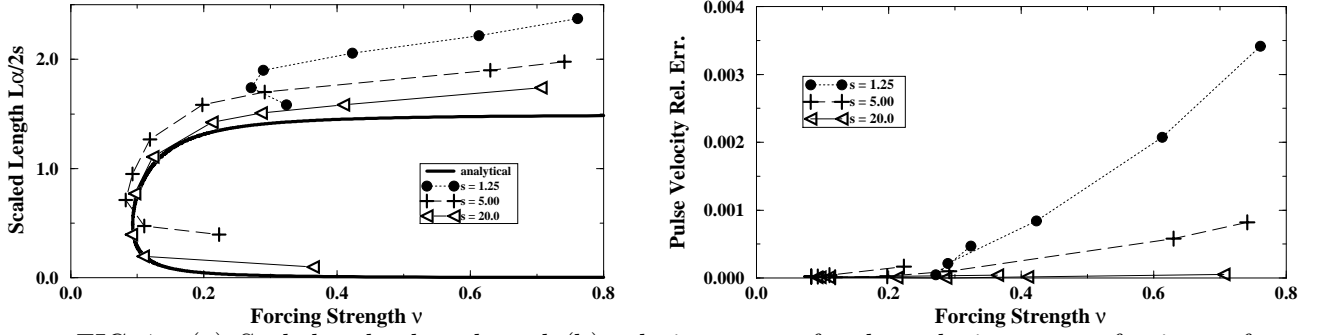 2.0
1.0
0.0
Scaled Length Lα/2s
analytical
s = 1.25
s = 5.00
s = 20.0
0.0 0.2 0.4 0.6 0.8
Forcing Strength ν
0.004
0.003
0.002
0.001
0.000
Pulse Velocity Rel. Err.
s = 1.25
s = 5.00
s = 20.0
0.0 0.2 0.4 0.6 0.8
Forcing Strength ν